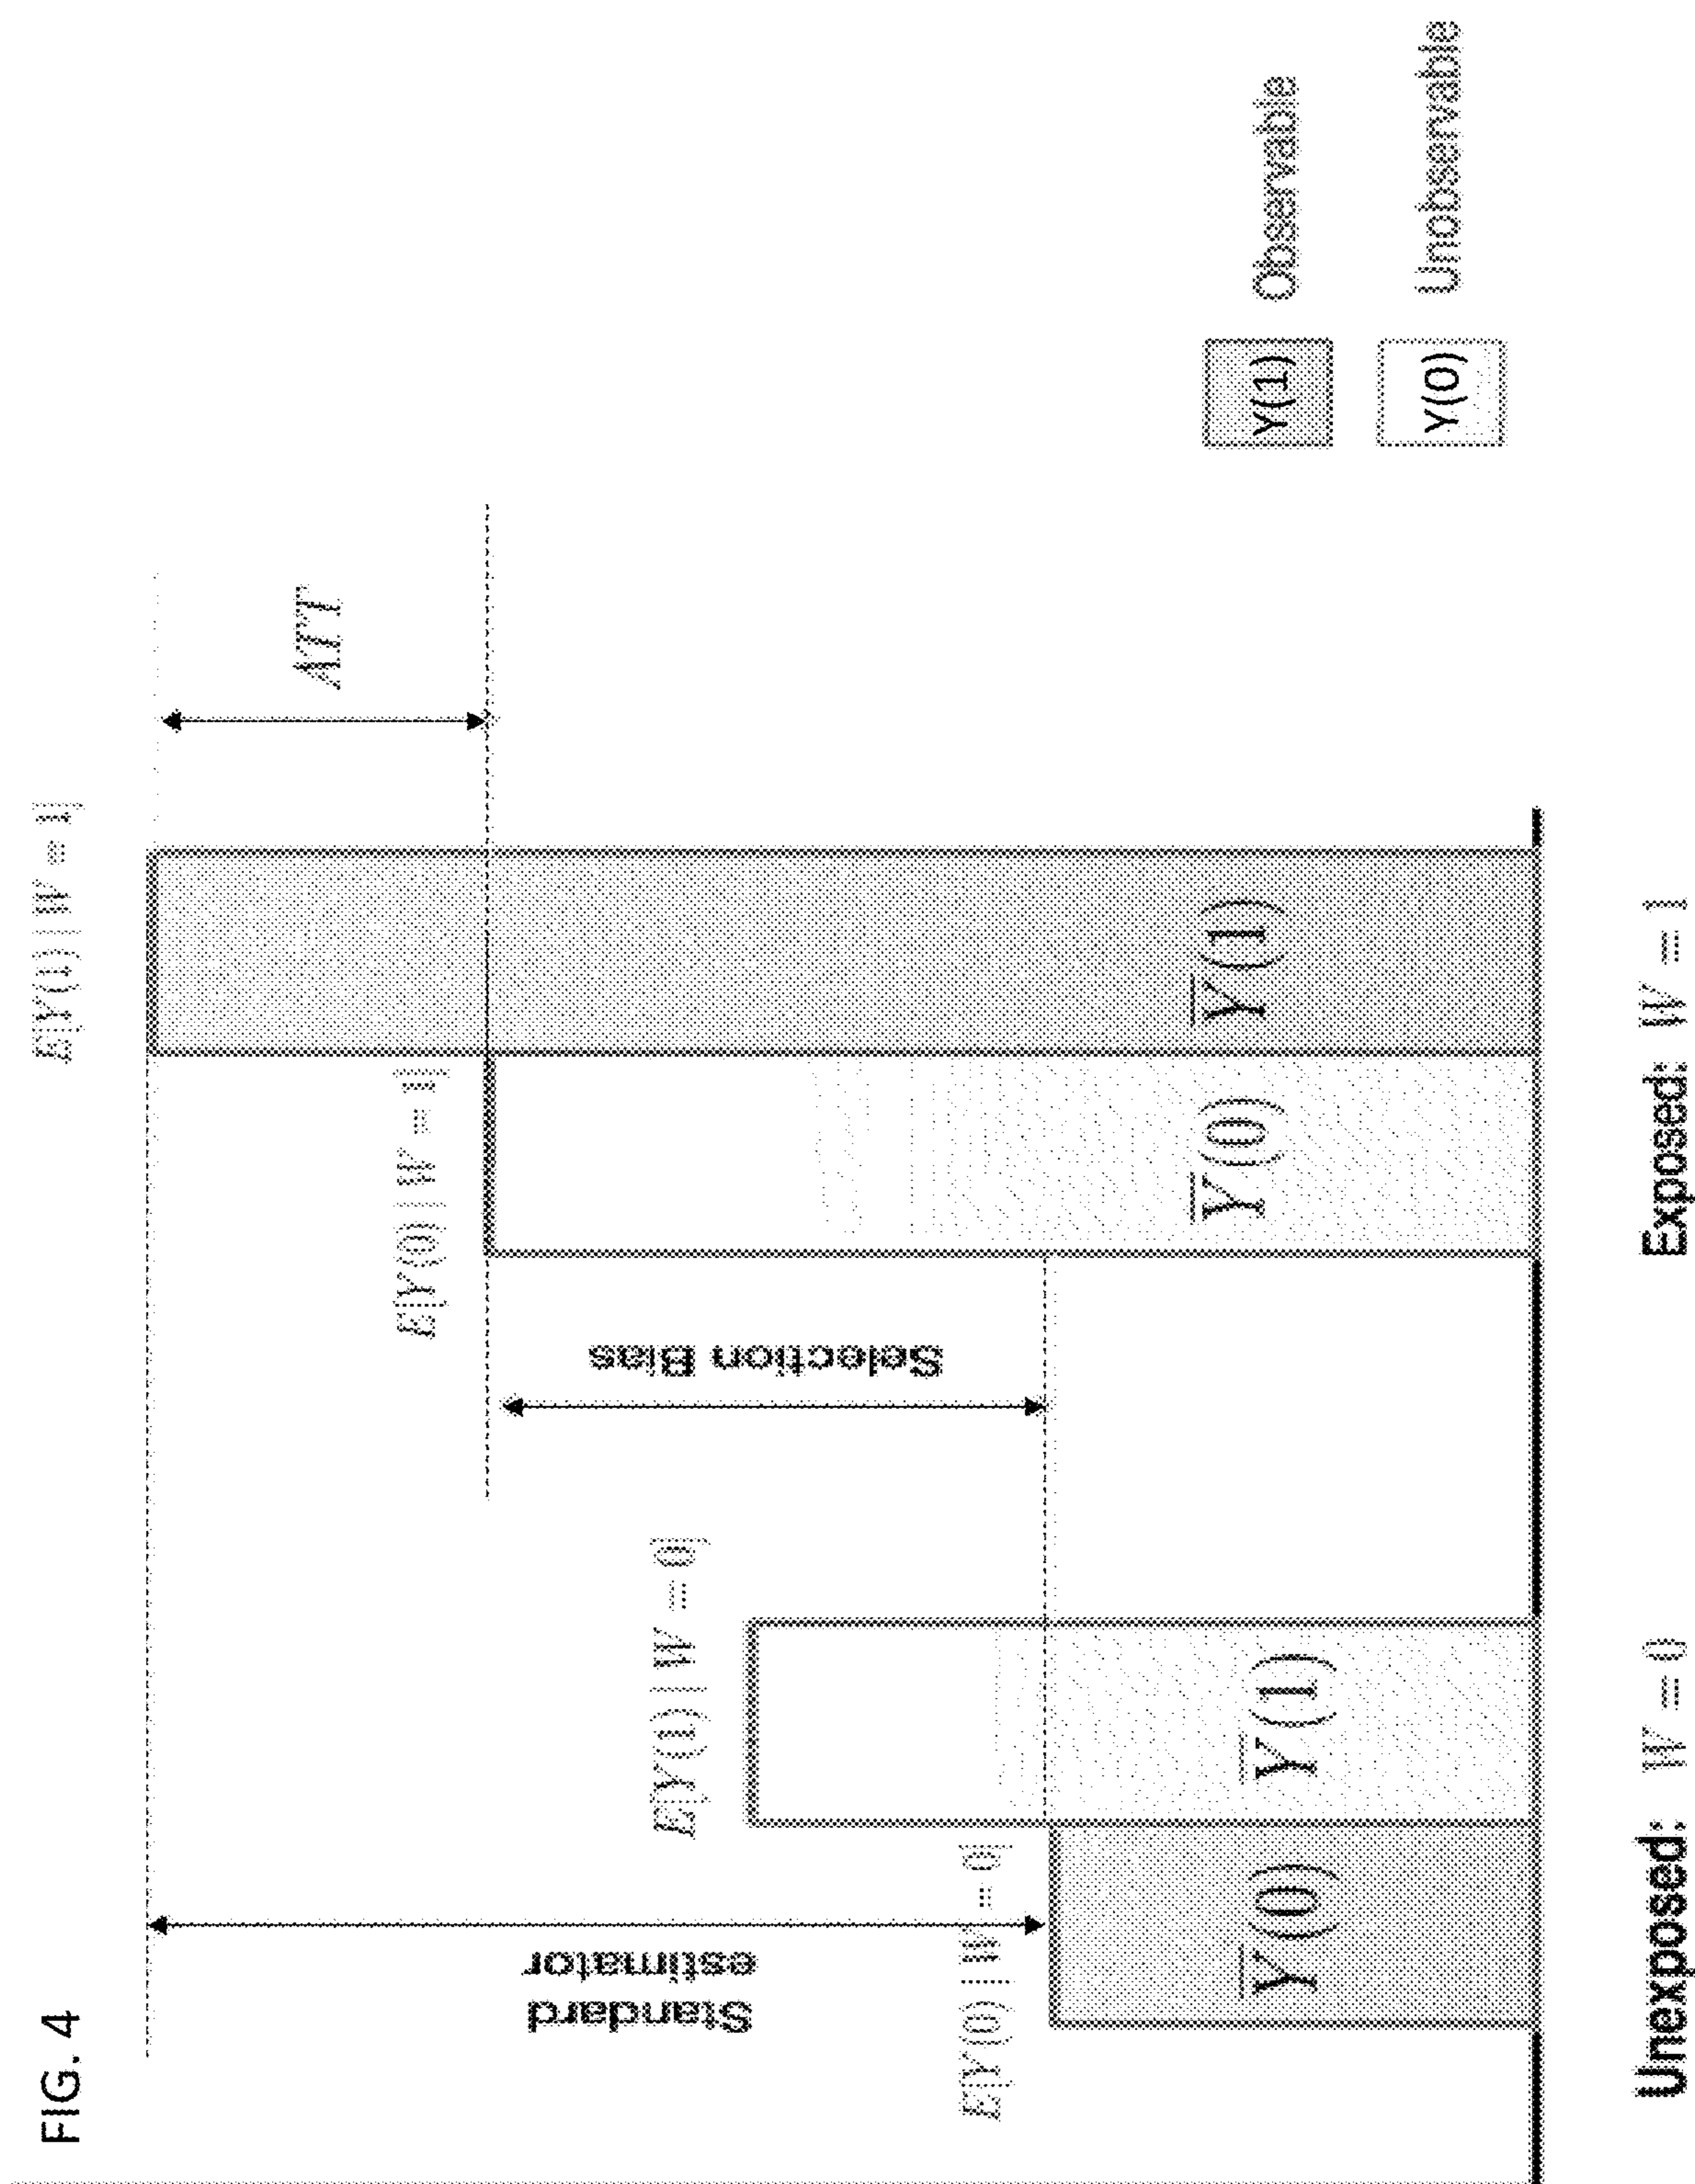 FIG. 4
E[Y(1) | W = 1]
ATT
E[Y(0) | W = 1]
Selection Bias
Standard
estimator
E[Y(1) | W = 0]
E[Y(0) | W = 0]
Y̅(0)
Y̅(1)
Y̅(0)
Y̅(1)
Y(1) Observable
Y(0) Unobservable
Unexposed: W = 0
Exposed: W = 1